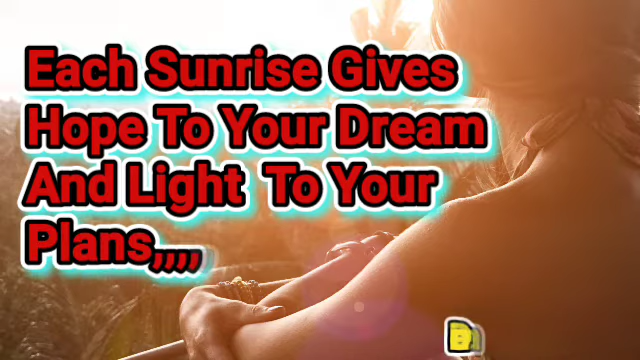 Each Sunrise Gives
Hope To Your Dream
And Light To Your
Plans,,,,